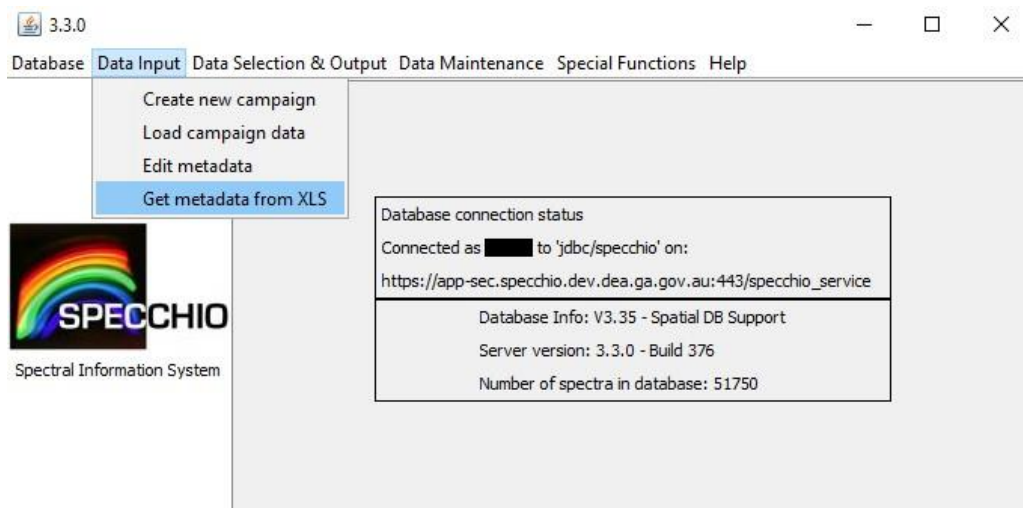 3.3.0
Database Data Input Data Selection & Output Data Maintenance Special Functions Help
Create new campaign
Load campaign data
Edit metadata
Get metadata from XLS
Database connection status
Connected as to 'jdbc/specchio' on:
https://app-sec.specchio.dev.dea.ga.gov.au:443/specchio_service
Database Info: V3.35 - Spatial DB Support
Server version: 3.3.0 - Build 376
Number of spectra in database: 51750
SPECCHIO
Spectral Information System